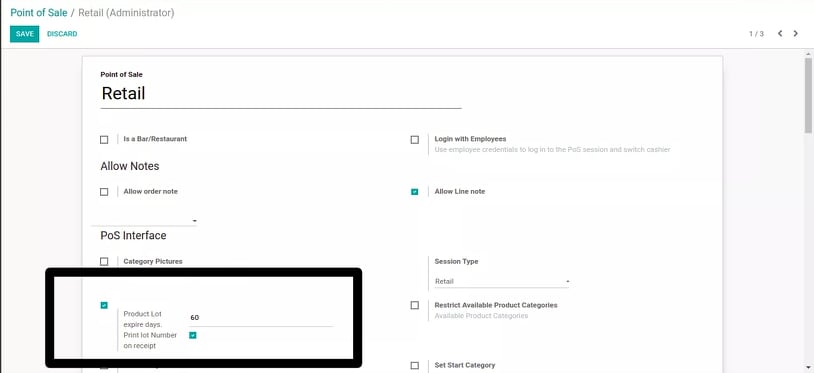 Point of Sale / Retail (Administrator)
SAVE DISCARD
1 / 3
Point of Sale
Retail
Is a Bar/Restaurant
Login with Employees
Use employee credentials to log in to the PoS session and switch cashier
Allow Notes
Allow order note
Allow Line note
PoS Interface
Category Pictures
Session Type
Retail
Product Lot
expire days.
60
Print lot Number
on receipt
Restrict Available Product Categories
Available Product Categories
Set Start Category